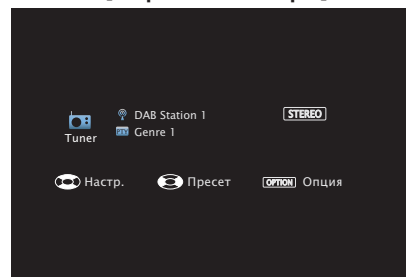 DAB Station 1
STEREO
Genre 1
Tuner
Настр.
Пресет
OPTION Опция